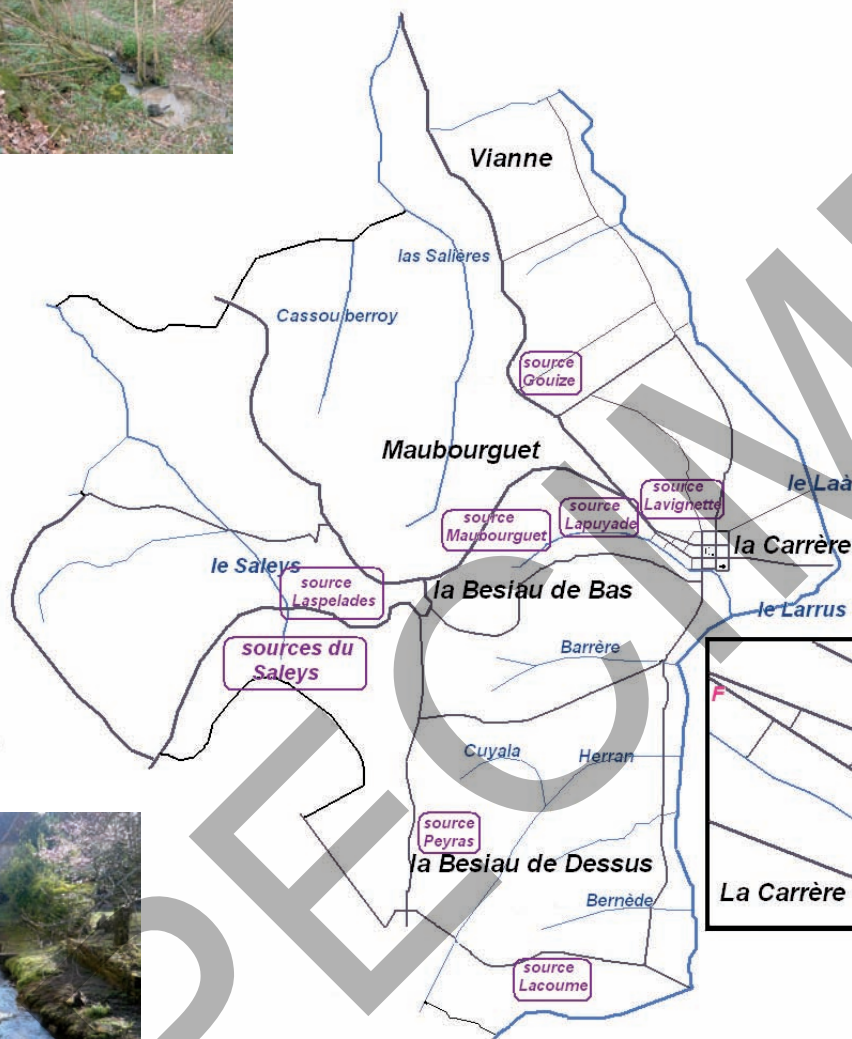 Vianne
las Salières
Cassou berroy
source
Gouize
Maubourguet
source
Lavignette
le Laà
source
Lapuyade
source
Maubourguet
la Carrère
le Saleys
source
Laspelades
la Besiau de Bas
le Larrus
sources du
Saleys
Barrère
F
Cuyala
Herran
source
Peyras
la Besiau de Dessus
La Carrère
Bernède
source
Lacoume
SPECIM